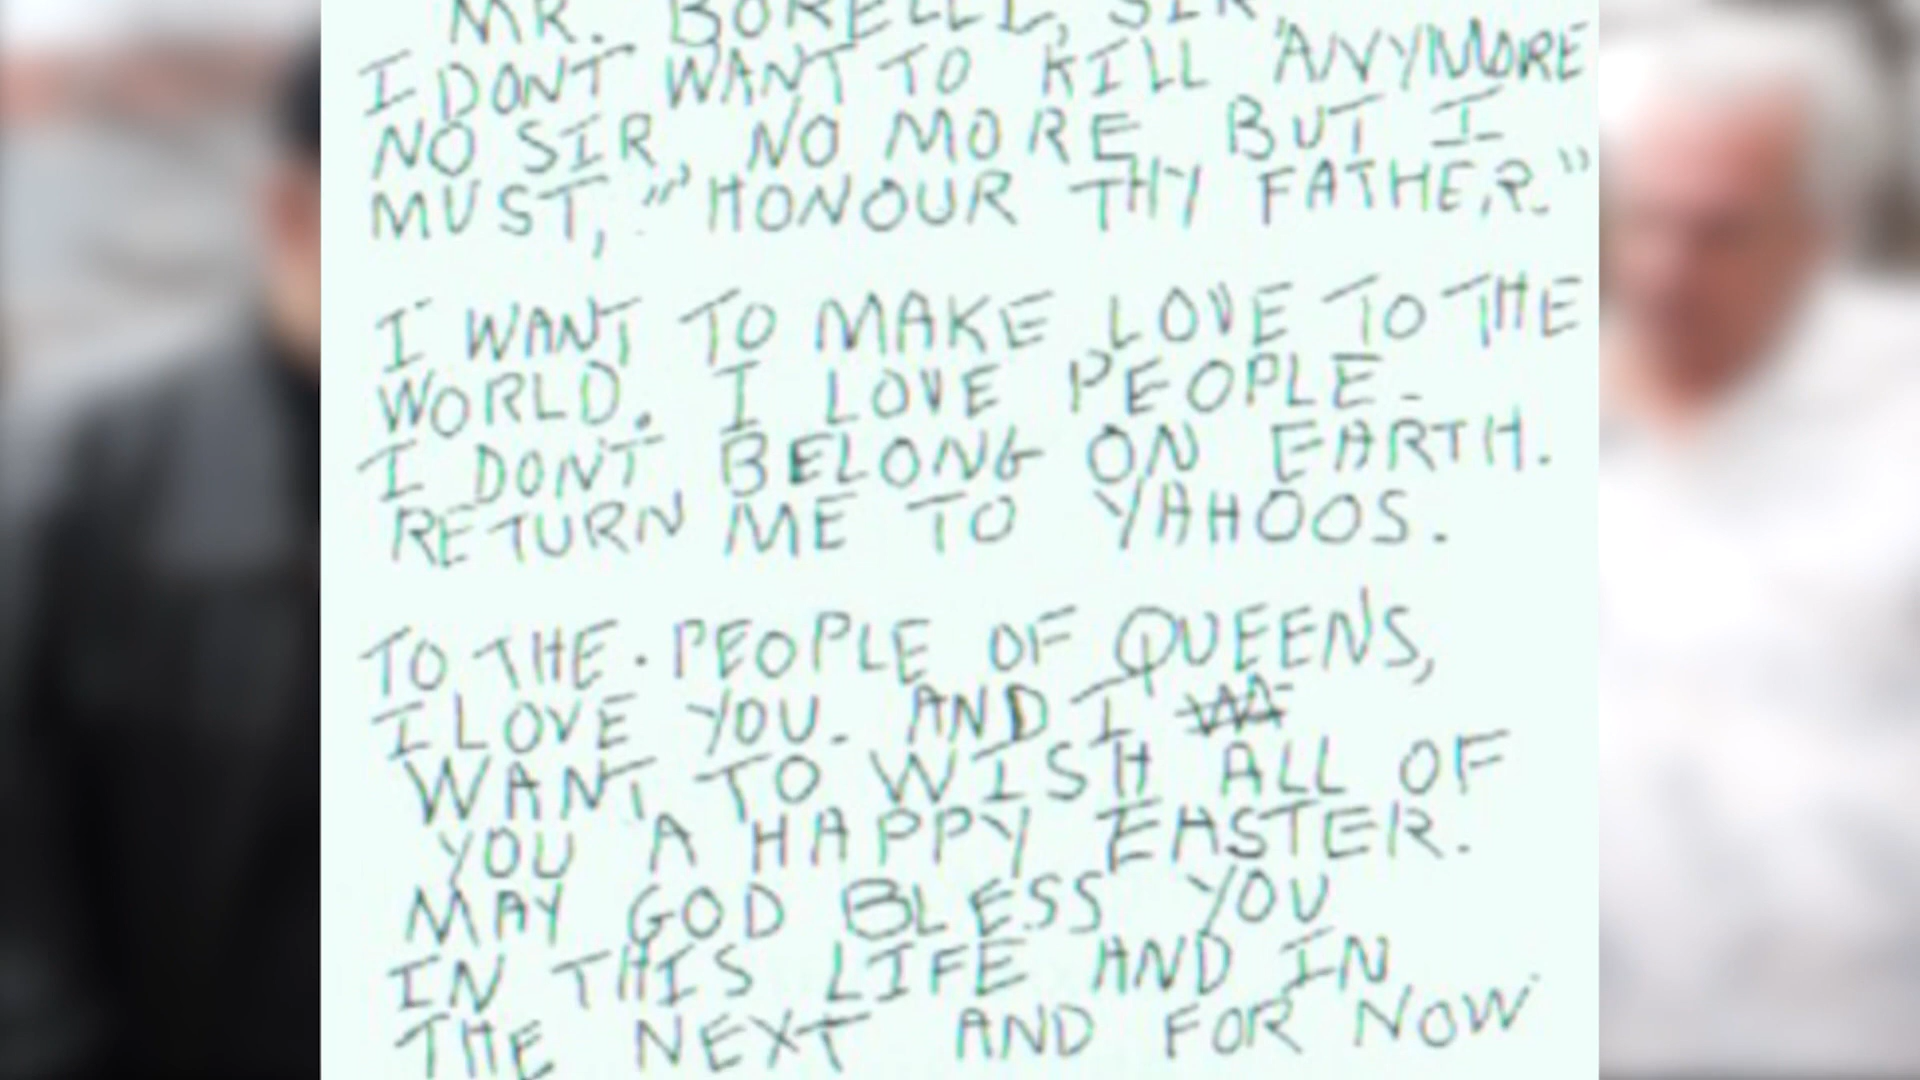 MR. BORELLI, SIR
I DONT WANT TO KILL ANYMORE
NO SIR, NO MORE BUT I
MUST, "HONOUR THY FATHER."
I WANT TO MAKE LOVE TO THE
WORLD. I LOVE PEOPLE.
I DON'T BELONG ON EARTH.
RETURN ME TO YAHOOS.
TO THE PEOPLE OF QUEENS,
I LOVE YOU. AND I
WANT TO WISH ALL OF
YOU A HAPPY EASTER.
MAY GOD BLESS YOU
IN THIS LIFE AND IN
THE NEXT AND FOR NOW